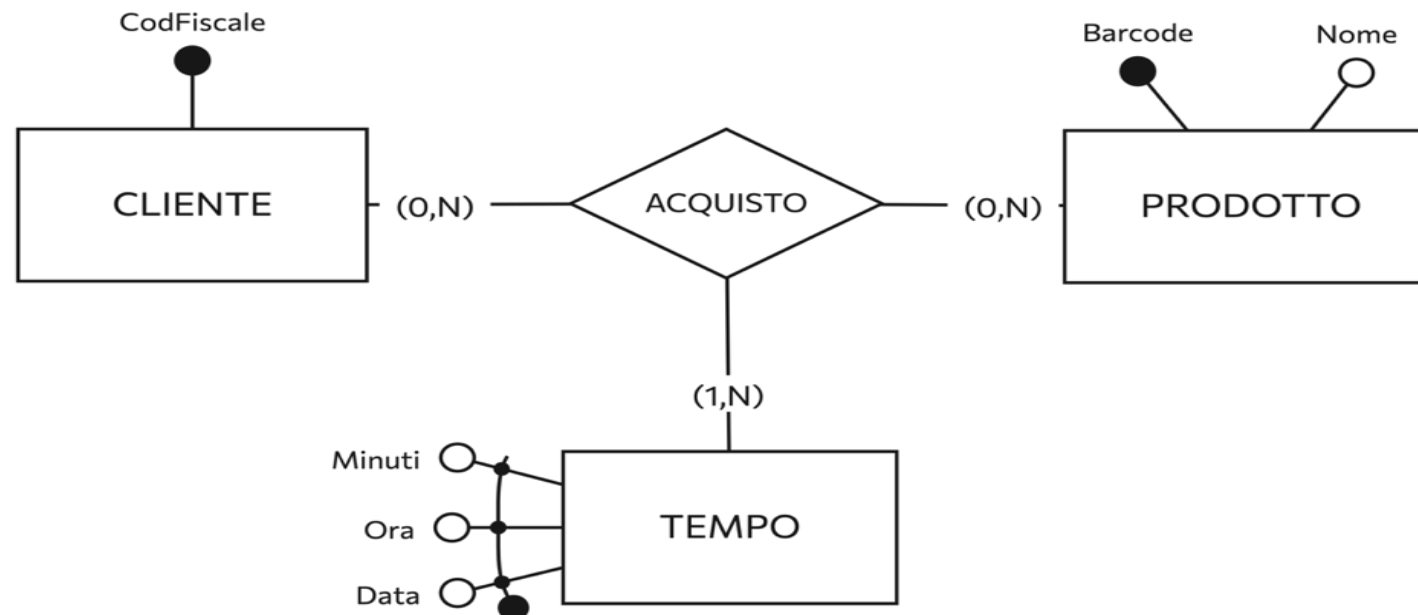 CodFiscale
Barcode
Nome
CLIENTE
(0,N)
ACQUISTO
(0,N)
PRODOTTO
(1,N)
Minuti
TEMPO
Ora
Data